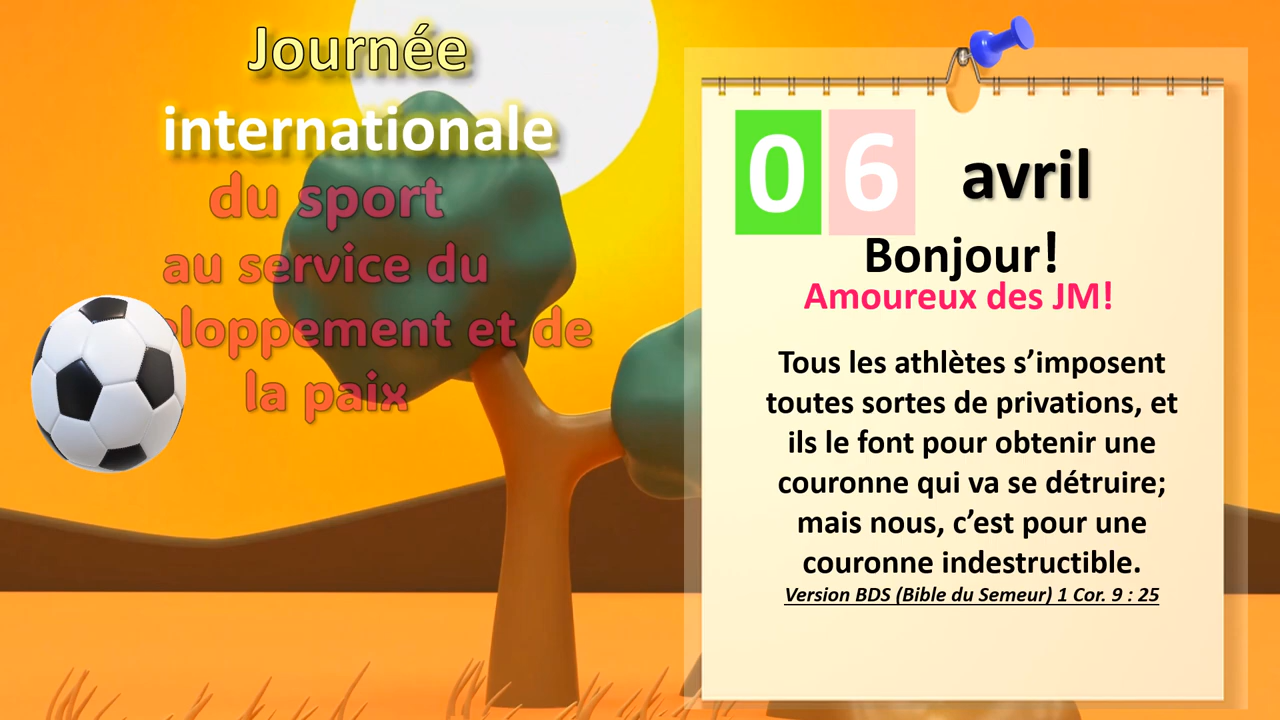 Journée
internationale
du sport
au service du
eloppement et de
la paix
06 avril
Bonjour!
Amoureux des JM!
Tous les athlètes s’imposent
toutes sortes de privations, et
ils le font pour obtenir une
couronne qui va se détruire;
mais nous, c’est pour une
couronne indestructible.
Version BDS (Bible du Semeur) 1 Cor. 9 : 25